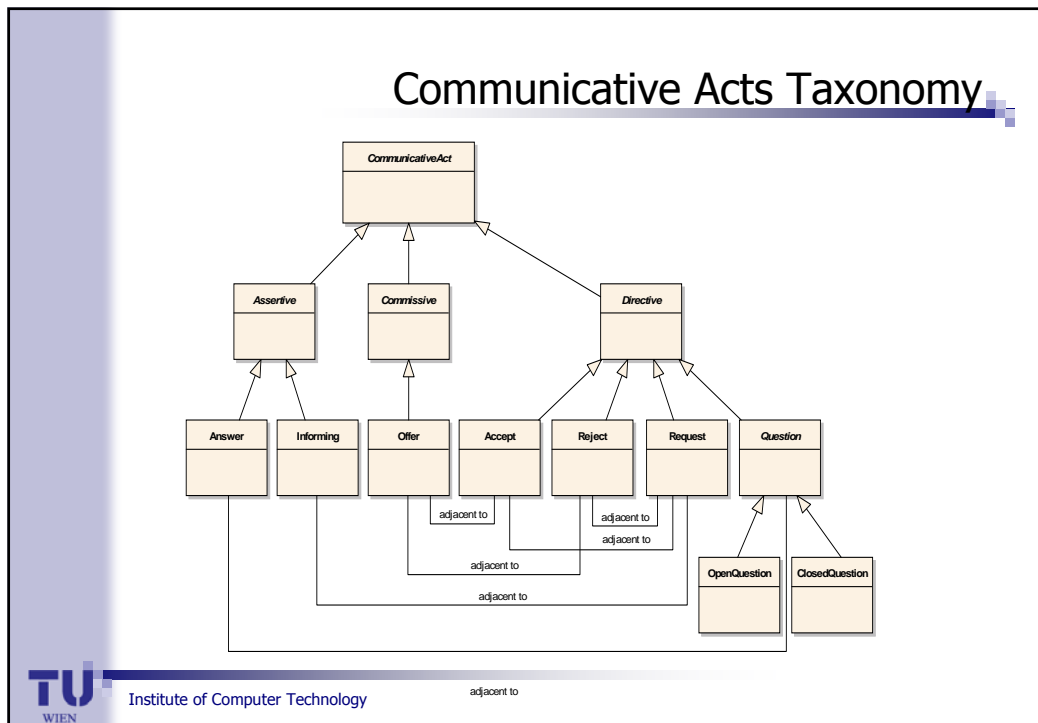 Communicative Acts Taxonomy
CommunicativeAct
Assertive
Commissive
Directive
Answer
Informing
Offer
Accept
Reject
Request
Question
adjacent to
adjacent to
adjacent to
adjacent to
adjacent to
OpenQuestion
ClosedQuestion
adjacent to
TU
WIEN
Institute of Computer Technology